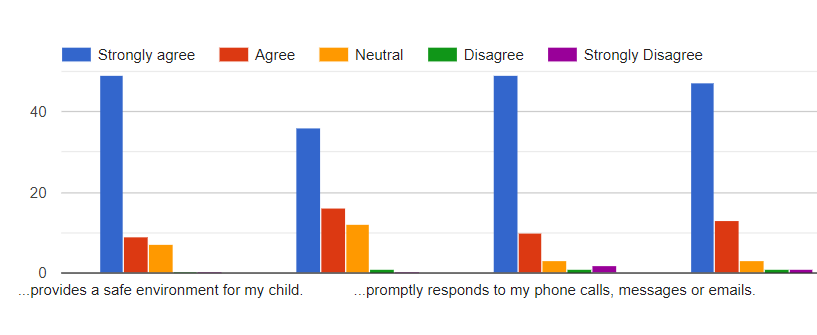 Strongly agree Agree Neutral Disagree Strongly Disagree
40
20
0
...provides a safe environment for my child. ...promptly responds to my phone calls, messages or emails.